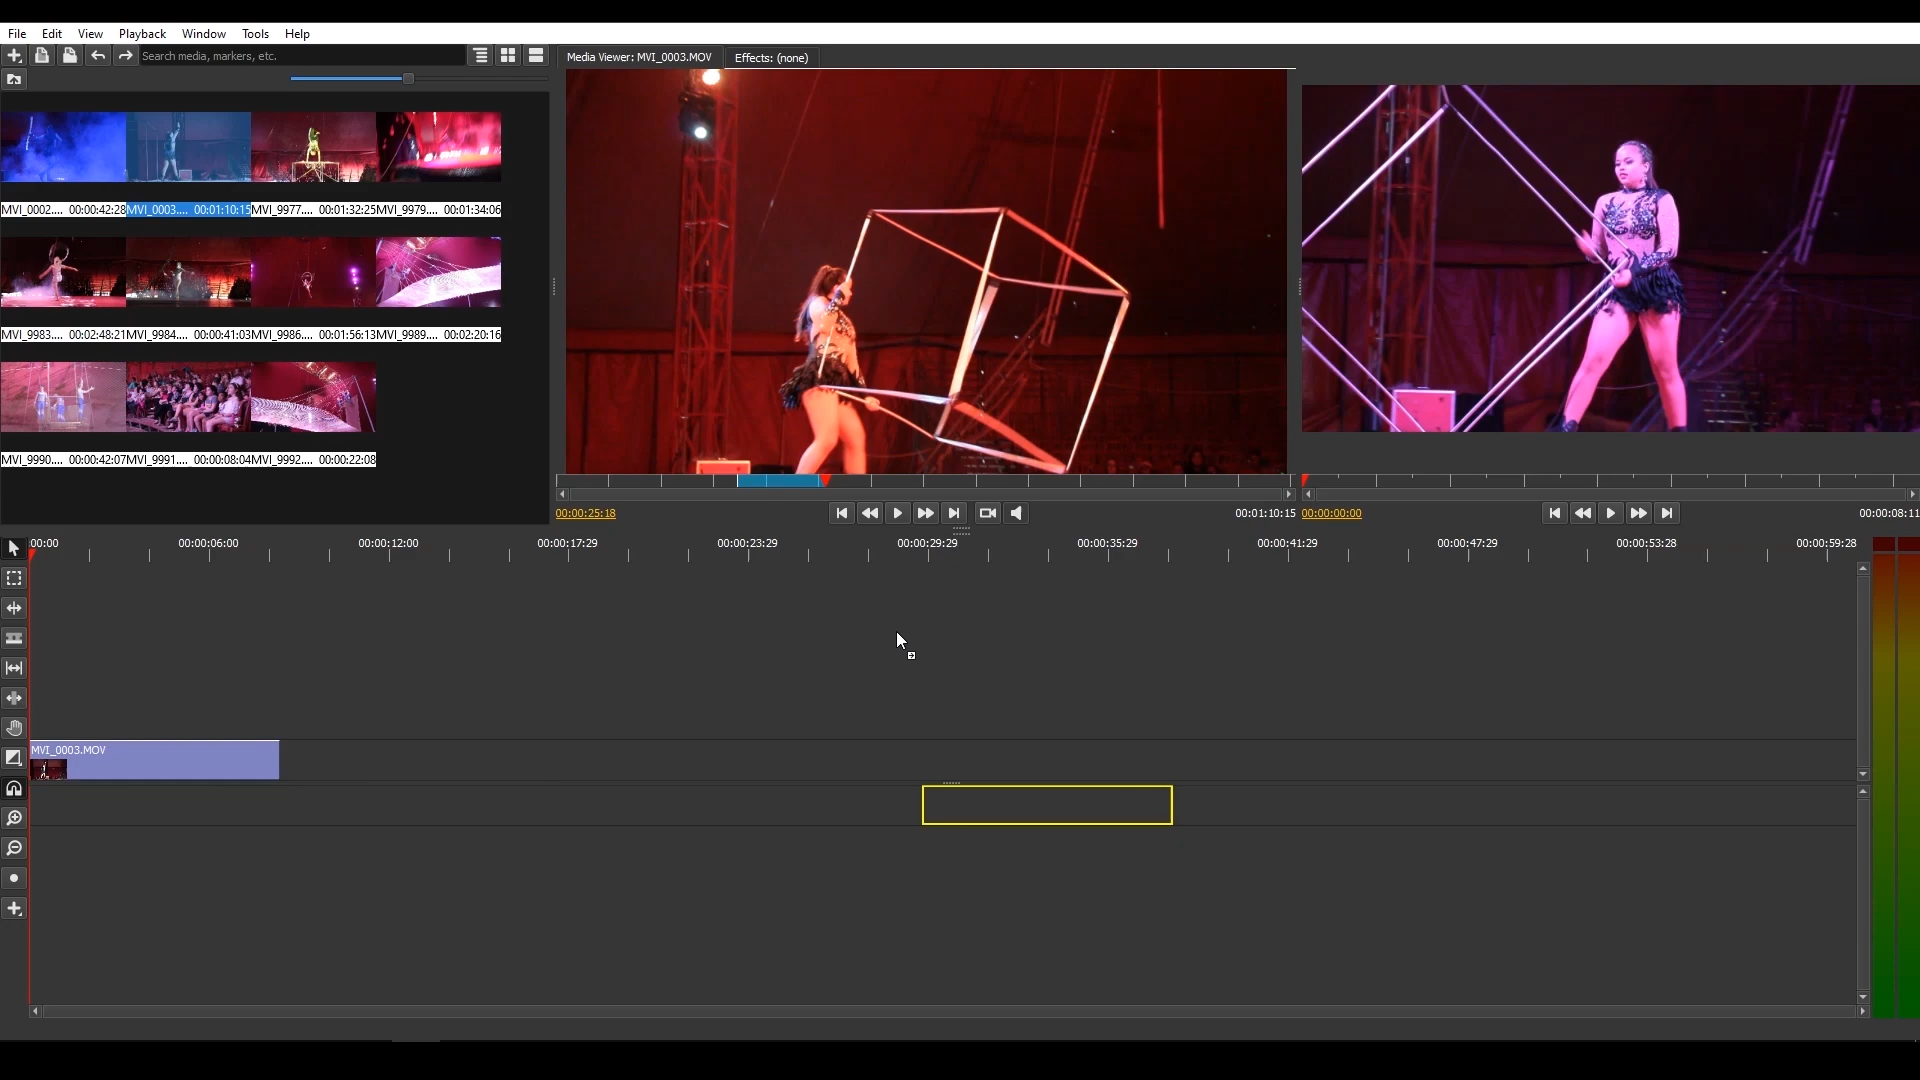 File Edit View Playback Window Tools Help
Search media, markers, etc.
Media Viewer: MVI_0003.MOV Effects: (none)
MVI_0002.... 00:00:42:28 MVI_0003.... 00:01:10:15 MVI_9977.... 00:01:32:25 MVI_9979.... 00:01:34:06
MVI_9983.... 00:02:48:21 MVI_9984.... 00:00:41:03 MVI_9986.... 00:01:56:13 MVI_9989.... 00:02:20:16
MVI_9990.... 00:00:42:07 MVI_9991.... 00:00:08:04 MVI_9992.... 00:00:22:08
00:00:25:18 00:01:10:15 00:00:00:00 00:00:08:11
:00:00 00:00:06:00 00:00:12:00 00:00:17:29 00:00:23:29 00:00:29:29 00:00:35:29 00:00:41:29 00:00:47:29 00:00:53:28 00:00:59:28
MVI_0003.MOV